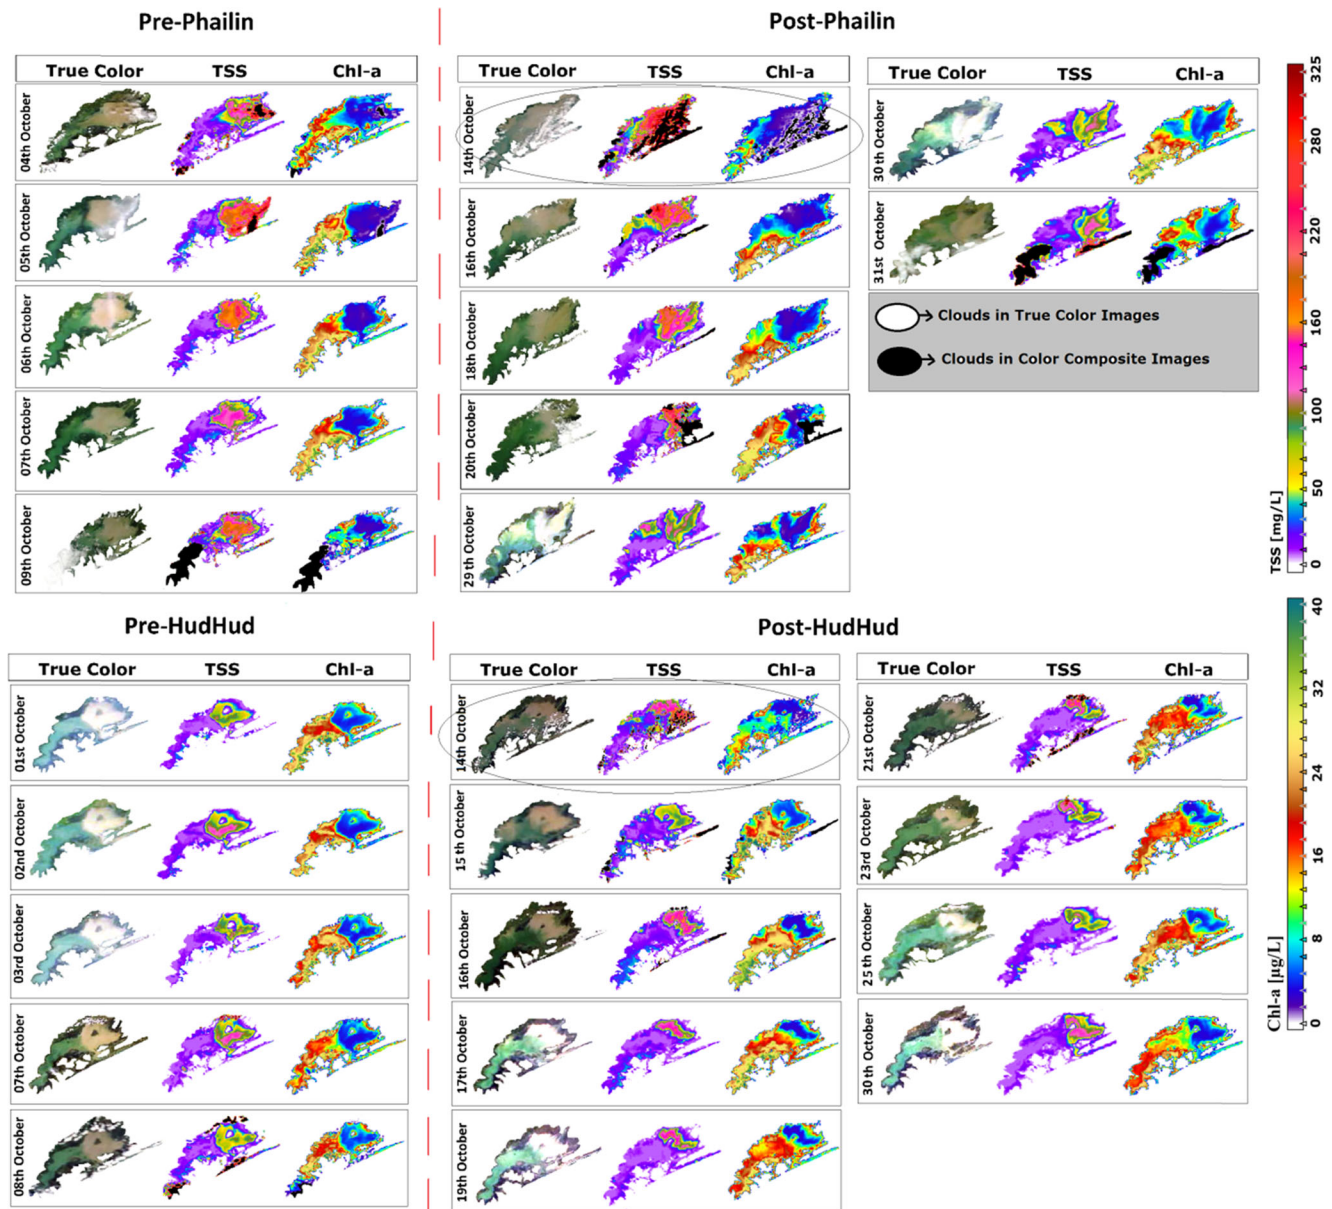 Pre-Phailin
Post-Phailin
True Color TSS Chl-a
04th October
05th October
06th October
07th October
09th October
True Color TSS Chl-a
14th October
16th October
18th October
20th October
29 th October
True Color TSS Chl-a
30th October
31st October
→ Clouds in True Color Images
→ Clouds in Color Composite Images
TSS [mg/L]
0
50
100
160
220
325
Pre-HudHud
Post-HudHud
True Color TSS Chl-a
01st October
02nd October
03rd October
07th October
08th October
True Color TSS Chl-a
14th October
15 th October
16th October
17th October
19th October
True Color TSS Chl-a
21st October
23rd October
25 th October
30 th October
Chl-a [µg/L]
0
8
16
24
32
40